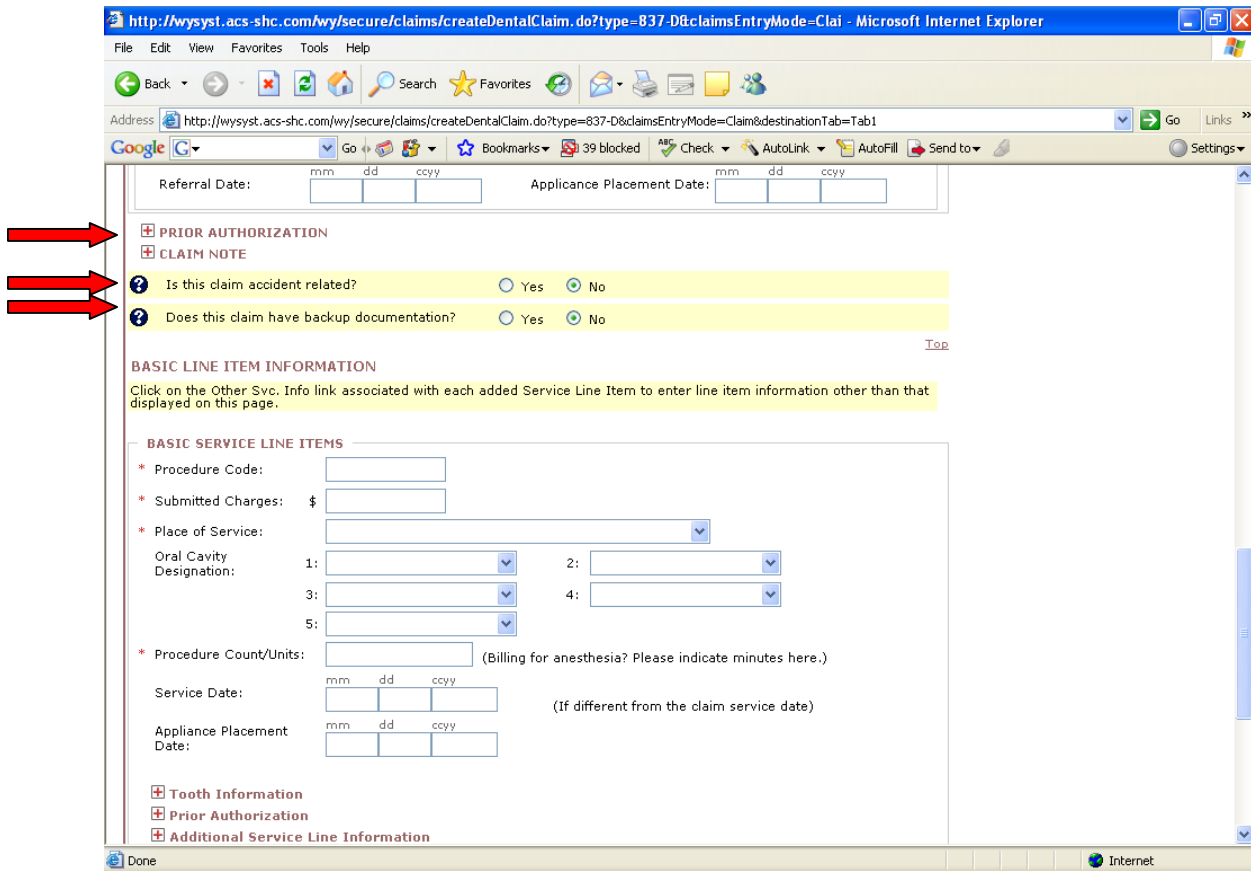 http://wysyst.acs-shc.com/wy/secure/claims/createDentalClaim.do?type=837-D&claimsEntryMode=Clai - Microsoft Internet Explorer
File Edit View Favorites Tools Help
Back Search Favorites
Address http://wysyst.acs-shc.com/wy/secure/claims/createDentalClaim.do?type=837-D&claimsEntryMode=Claim&destinationTab=Tab1 Go Links »
Google G Go Bookmarks 39 blocked ABC Check AutoLink AutoFill Send to Settings
mm dd ccyy mm dd ccyy
Referral Date: Applicance Placement Date:
+ PRIOR AUTHORIZATION
+ CLAIM NOTE
? Is this claim accident related? Yes No
? Does this claim have backup documentation? Yes No
Top
BASIC LINE ITEM INFORMATION
Click on the Other Svc. Info link associated with each added Service Line Item to enter line item information other than that
displayed on this page.
BASIC SERVICE LINE ITEMS
* Procedure Code:
* Submitted Charges: $
* Place of Service:
Oral Cavity
Designation: 1: 2:
3: 4:
5:
* Procedure Count/Units: (Billing for anesthesia? Please indicate minutes here.)
mm dd ccyy
Service Date: (If different from the claim service date)
mm dd ccyy
Appliance Placement
Date:
+ Tooth Information
+ Prior Authorization
+ Additional Service Line Information
Done Internet